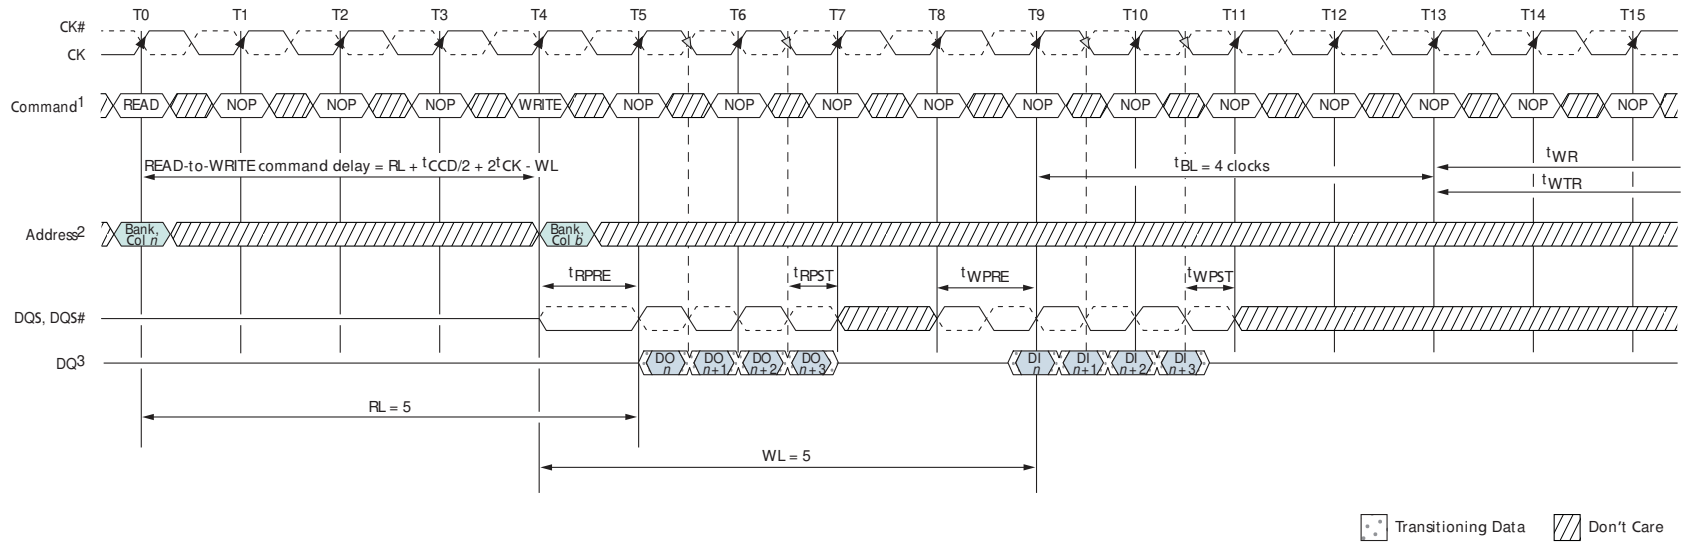 T0 T1 T2 T3 T4 T5 T6 T7 T8 T9 T10 T11 T12 T13 T14 T15
CK#
CK
Command1 READ NOP NOP NOP WRITE NOP NOP NOP NOP NOP NOP NOP NOP NOP NOP NOP
READ-to-WRITE command delay = RL + tCCD/2 + 2tCK - WL
tBL = 4 clocks
tWR
tWTR
Address2
Bank,
Col n
Bank,
Col b
tRPRE tRPST tWPRE tWPST
DQS, DQS#
DQ3
DO
n
DO
n+1
DO
n+2
DO
n+3
DI
n
DI
n+1
DI
n+2
DI
n+3
RL = 5
WL = 5
Transitioning Data
Don't Care